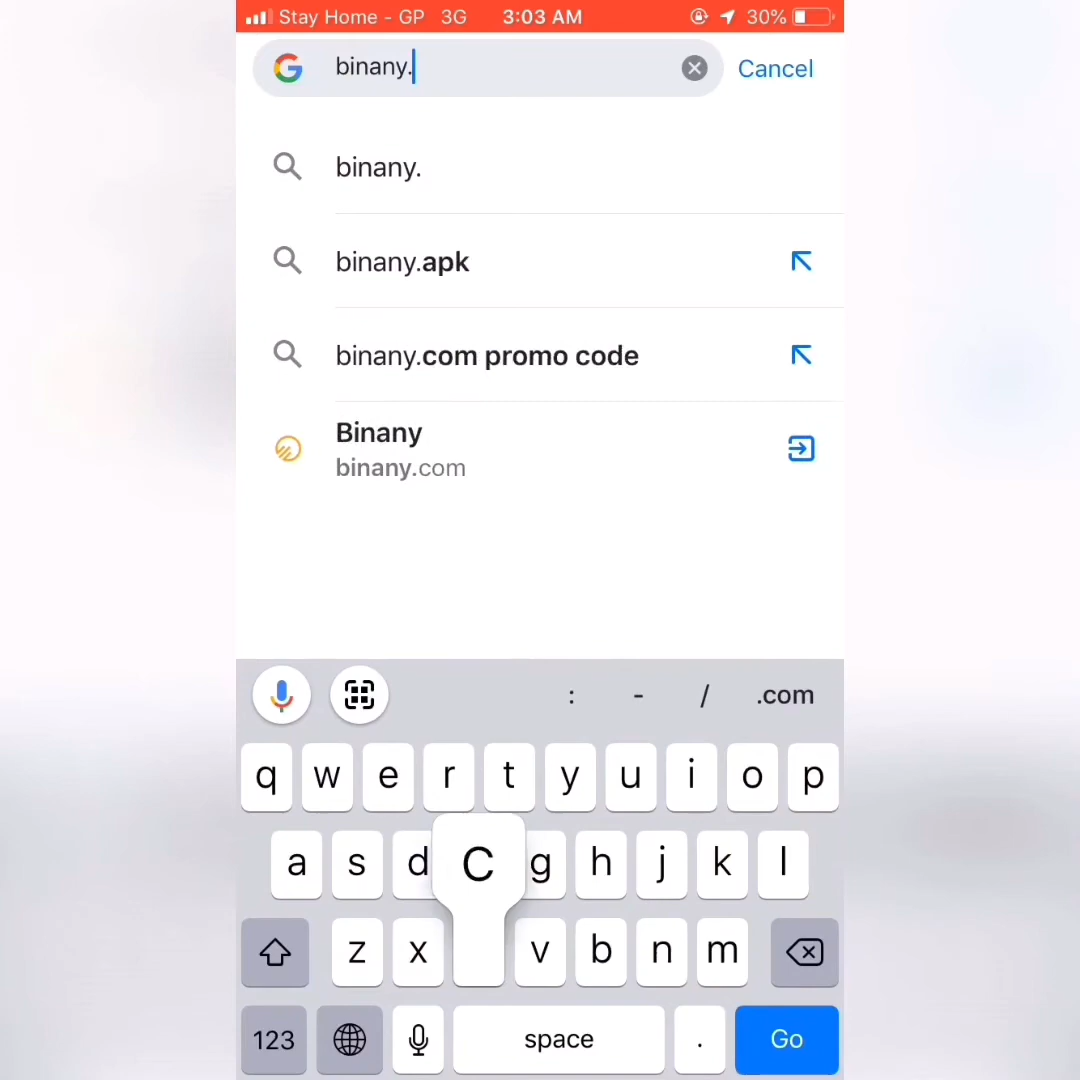 Stay Home - GP 3G 3:03 AM 30%
binany. Cancel
binany.
binany.apk
binany.com promo code
Binany
binany.com
: - / .com
q w e r t y u i o p
a s d C g h j k l
z x v b n m
123 space . Go